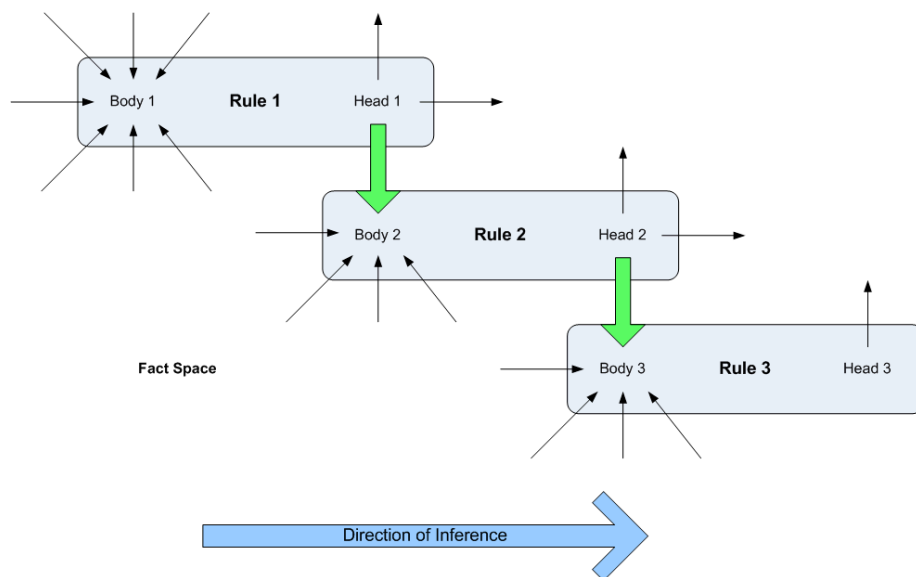 Body 1
Rule 1
Head 1
Body 2
Rule 2
Head 2
Fact Space
Body 3
Rule 3
Head 3
Direction of Inference